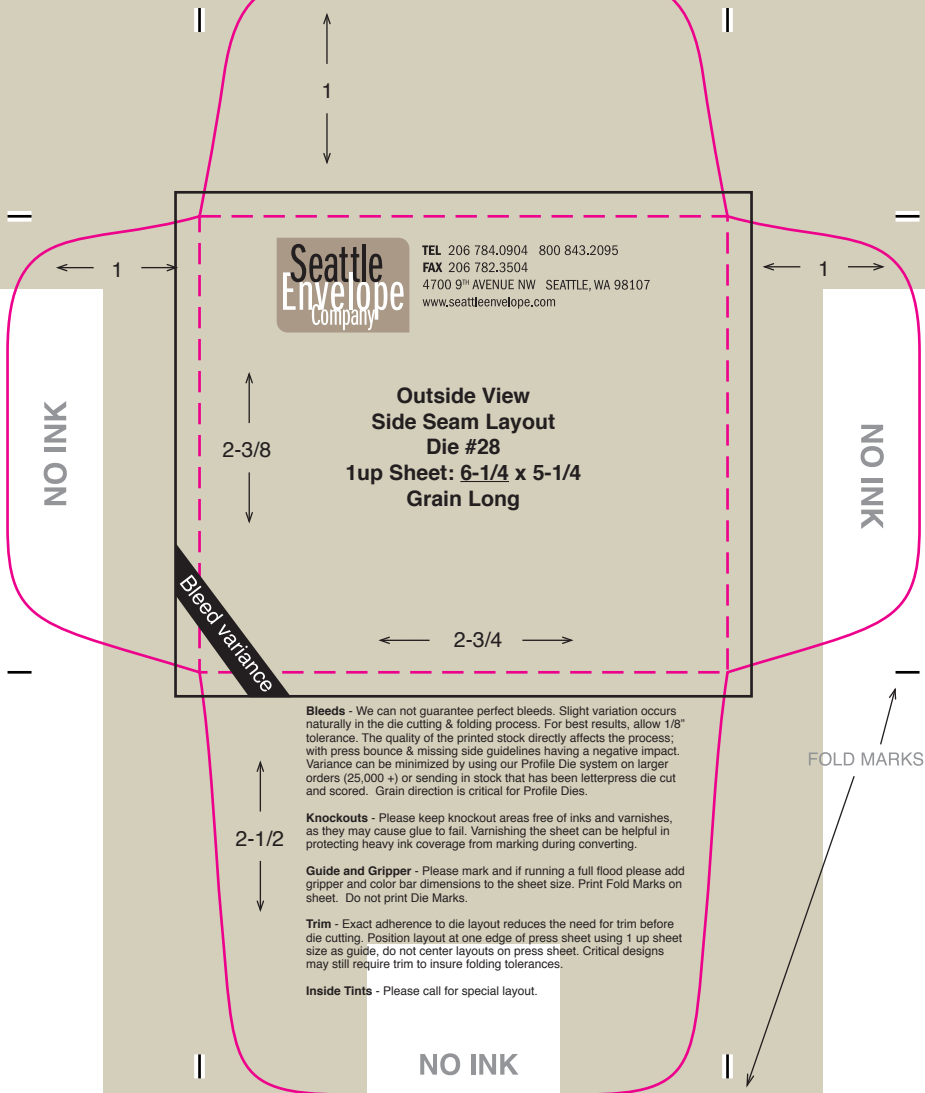 1
Seattle
Envelope
Company
TEL 206 784.0904 800 843.2095
FAX 206 782.3504
4700 9TH AVENUE NW SEATTLE, WA 98107
www.seattleenvelope.com
1
1
Outside View
Side Seam Layout
Die #28
1up Sheet: 6-1/4 x 5-1/4
Grain Long
2-3/8
NO INK
NO INK
2-3/4
Bleed variance
Bleeds - We can not guarantee perfect bleeds. Slight variation occurs
naturally in the die cutting & folding process. For best results, allow 1/8”
tolerance. The quality of the printed stock directly affects the process;
with press bounce & missing side guidelines having a negative impact.
Variance can be minimized by using our Profile Die system on larger
orders (25,000 +) or sending in stock that has been letterpress die cut
and scored. Grain direction is critical for Profile Dies.
FOLD MARKS
2-1/2
Knockouts - Please keep knockout areas free of inks and varnishes,
as they may cause glue to fail. Varnishing the sheet can be helpful in
protecting heavy ink coverage from marking during converting.
Guide and Gripper - Please mark and if running a full flood please add
gripper and color bar dimensions to the sheet size. Print Fold Marks on
sheet. Do not print Die Marks.
Trim - Exact adherence to die layout reduces the need for trim before
die cutting. Position layout at one edge of press sheet using 1 up sheet
size as guide, do not center layouts on press sheet. Critical designs
may still require trim to insure folding tolerances.
Inside Tints - Please call for special layout.
NO INK